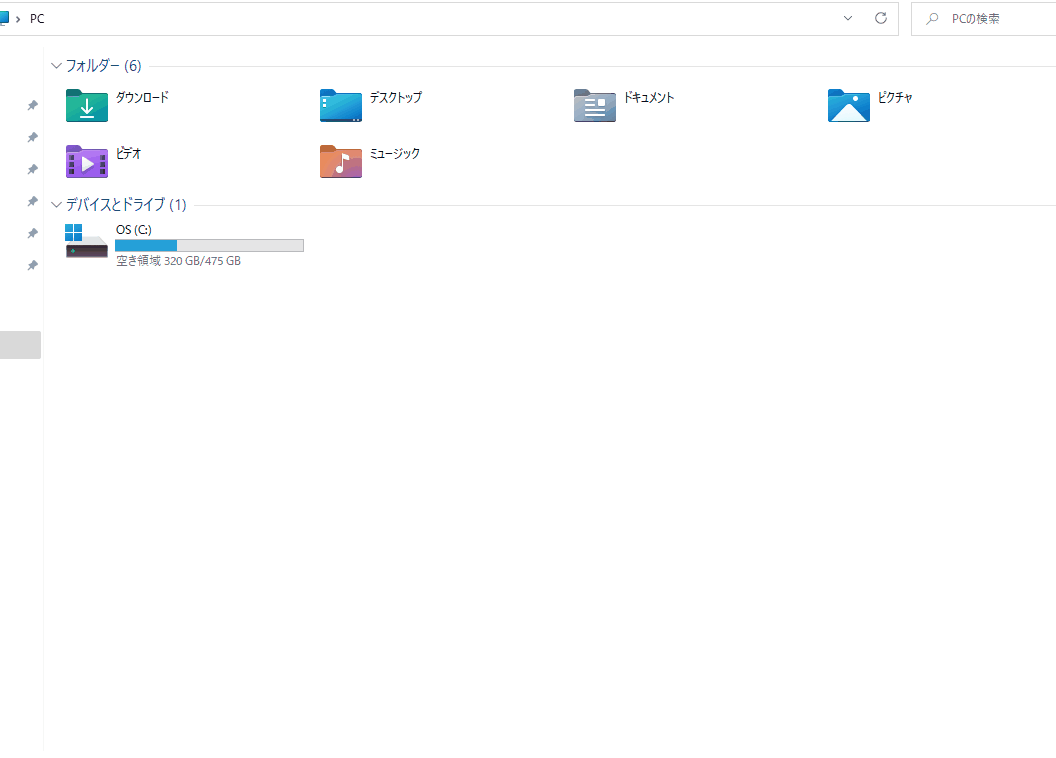 PC
PCの検索
フォルダー (6)
ダウンロード
デスクトップ
ドキュメント
ピクチャ
ビデオ
ミュージック
デバイスとドライブ (1)
OS (C:)
空き領域 320 GB/475 GB